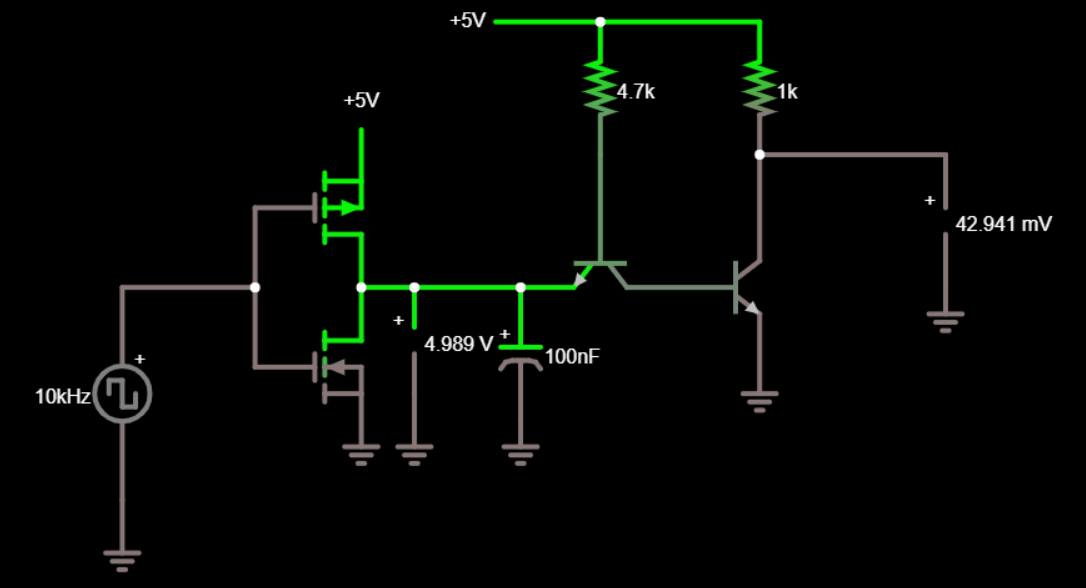 +5V
4.7k
1k
+5V
+
42.941 mV
+
4.989 V
+
100nF
+
10kHz